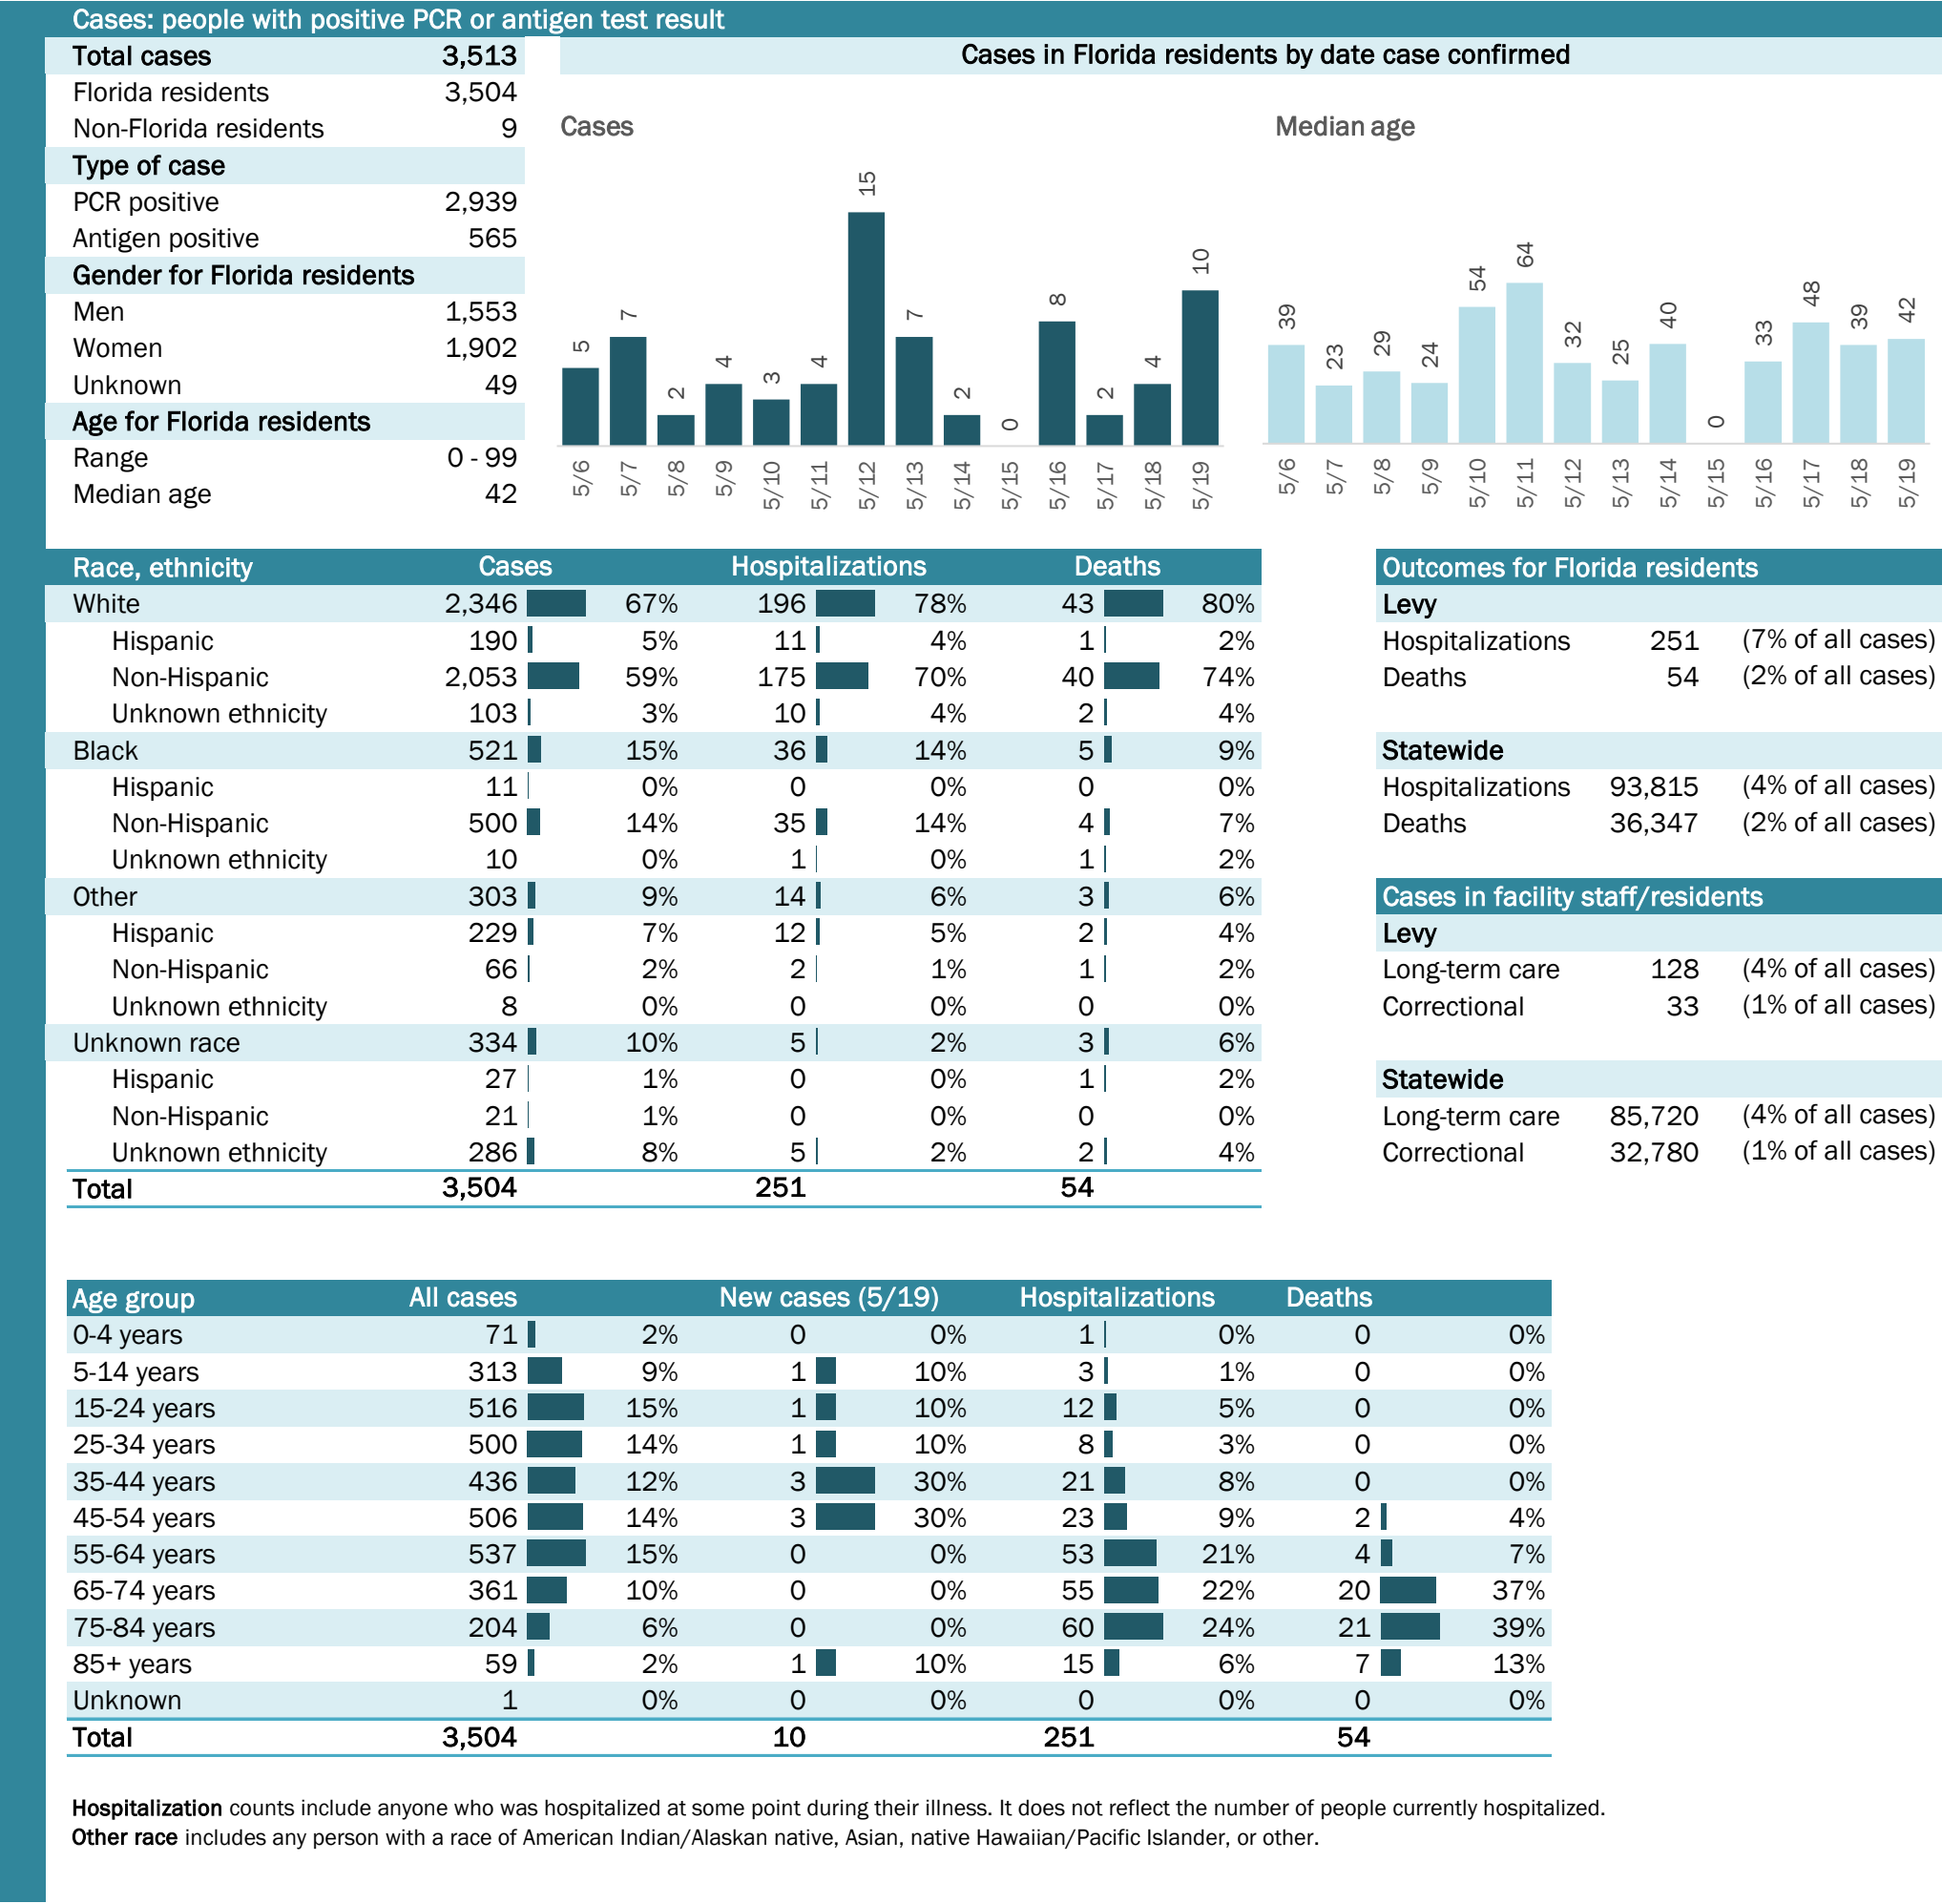 Cases: people with positive PCR or antigen test result
Total cases 3,513
Florida residents 3,504
Non-Florida residents 9
Type of case
PCR positive 2,939
Antigen positive 565
Gender for Florida residents
Men 1,553
Women 1,902
Unknown 49
Age for Florida residents
Range 0 - 99
Median age 42
Cases in Florida residents by date case confirmed
Cases
5 7 2 4 3 4 15 7 2 0 8 2 4 10
5/6 5/7 5/8 5/9 5/10 5/11 5/12 5/13 5/14 5/15 5/16 5/17 5/18 5/19
Median age
39 23 29 24 54 64 32 25 40 0 33 48 39 42
5/6 5/7 5/8 5/9 5/10 5/11 5/12 5/13 5/14 5/15 5/16 5/17 5/18 5/19
Race, ethnicity Cases Hospitalizations Deaths
White 2,346 67% 196 78% 43 80%
Hispanic 190 5% 11 4% 1 2%
Non-Hispanic 2,053 59% 175 70% 40 74%
Unknown ethnicity 103 3% 10 4% 2 4%
Black 521 15% 36 14% 5 9%
Hispanic 11 0% 0 0% 0 0%
Non-Hispanic 500 14% 35 14% 4 7%
Unknown ethnicity 10 0% 1 0% 1 2%
Other 303 9% 14 6% 3 6%
Hispanic 229 7% 12 5% 2 4%
Non-Hispanic 66 2% 2 1% 1 2%
Unknown ethnicity 8 0% 0 0% 0 0%
Unknown race 334 10% 5 2% 3 6%
Hispanic 27 1% 0 0% 1 2%
Non-Hispanic 21 1% 0 0% 0 0%
Unknown ethnicity 286 8% 5 2% 2 4%
Total 3,504 251 54
Outcomes for Florida residents
Levy
Hospitalizations 251 (7% of all cases)
Deaths 54 (2% of all cases)
Statewide
Hospitalizations 93,815 (4% of all cases)
Deaths 36,347 (2% of all cases)
Cases in facility staff/residents
Levy
Long-term care 128 (4% of all cases)
Correctional 33 (1% of all cases)
Statewide
Long-term care 85,720 (4% of all cases)
Correctional 32,780 (1% of all cases)
Age group All cases New cases (5/19) Hospitalizations Deaths
0-4 years 71 2% 0 0% 1 0% 0 0%
5-14 years 313 9% 1 10% 3 1% 0 0%
15-24 years 516 15% 1 10% 12 5% 0 0%
25-34 years 500 14% 1 10% 8 3% 0 0%
35-44 years 436 12% 3 30% 21 8% 0 0%
45-54 years 506 14% 3 30% 23 9% 2 4%
55-64 years 537 15% 0 0% 53 21% 4 7%
65-74 years 361 10% 0 0% 55 22% 20 37%
75-84 years 204 6% 0 0% 60 24% 21 39%
85+ years 59 2% 1 10% 15 6% 7 13%
Unknown 1 0% 0 0% 0 0% 0 0%
Total 3,504 10 251 54
Hospitalization counts include anyone who was hospitalized at some point during their illness. It does not reflect the number of people currently hospitalized.
Other race includes any person with a race of American Indian/Alaskan native, Asian, native Hawaiian/Pacific Islander, or other.